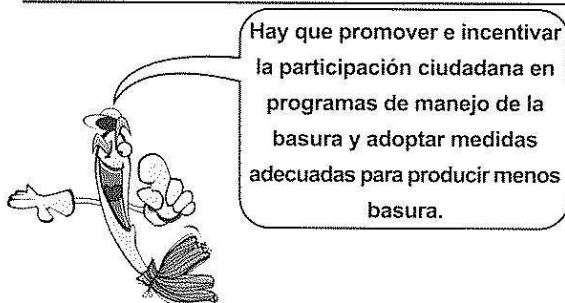 Hay que promover e incentivar
la participación ciudadana en
programas de manejo de la
basura y adoptar medidas
adecuadas para producir menos
basura.